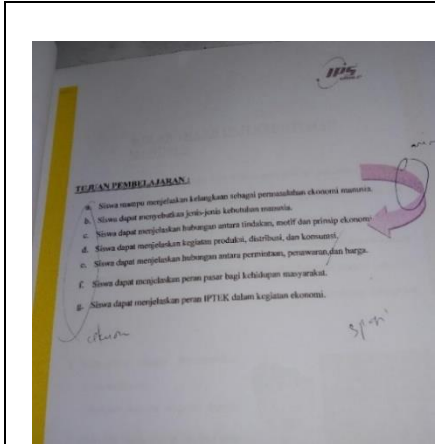 IPS
TUJUAN PEMBELAJARAN :
a. Siswa mampu menjelaskan kelangkaan sebagai permasalahan ekonomi manusia.
b. Siswa dapat menyebutkan jenis-jenis kebutuhan manusia.
c. Siswa dapat menjelaskan hubungan antara tindakan, motif dan prinsip ekonomi
d. Siswa dapat menjelaskan kegiatan produksi, distribusi, dan konsumsi.
e. Siswa dapat menjelaskan hubungan antara permintaan, penawaran dan harga.
f. Siswa dapat menjelaskan peran pasar bagi kehidupan masyarakat.
g. Siswa dapat menjelaskan peran IPTEK dalam kegiatan ekonomi.